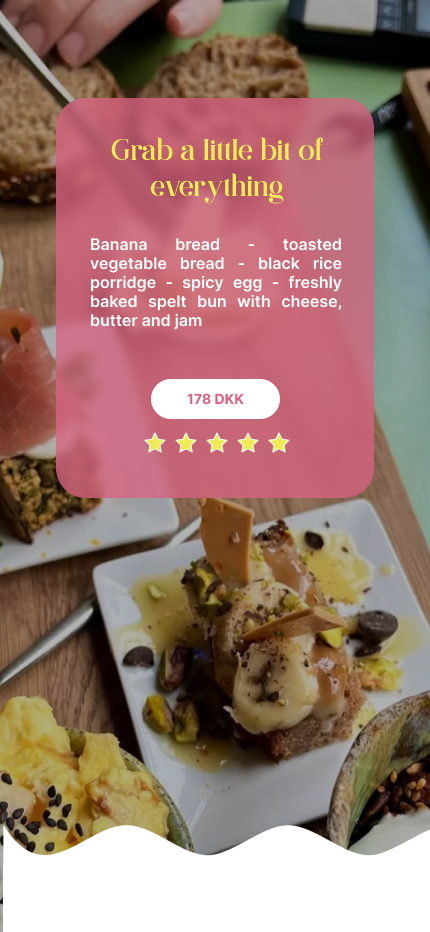 Grab a little bit of
everything
Banana bread - toasted
vegetable bread - black rice
porridge - spicy egg - freshly
baked spelt bun with cheese,
butter and jam
178 DKK